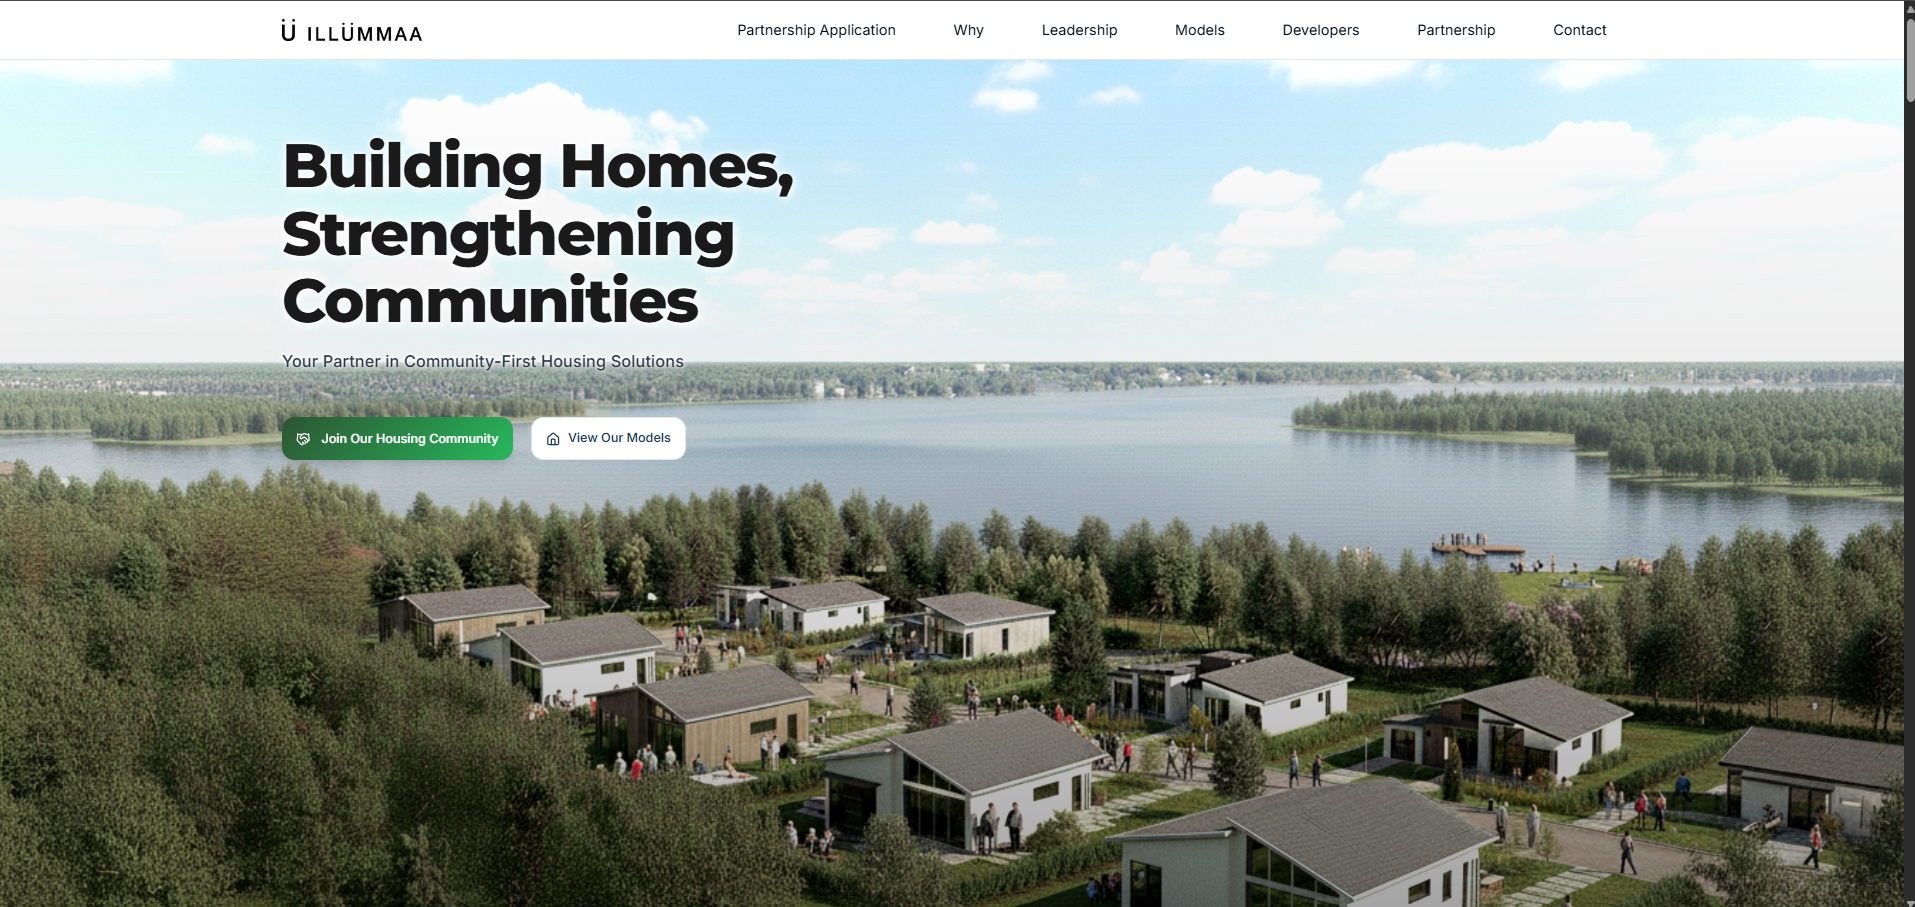 Ü ILLÜMMAA
Partnership Application Why Leadership Models Developers Partnership Contact
Building Homes,
Strengthening
Communities
Your Partner in Community-First Housing Solutions
Join Our Housing Community View Our Models